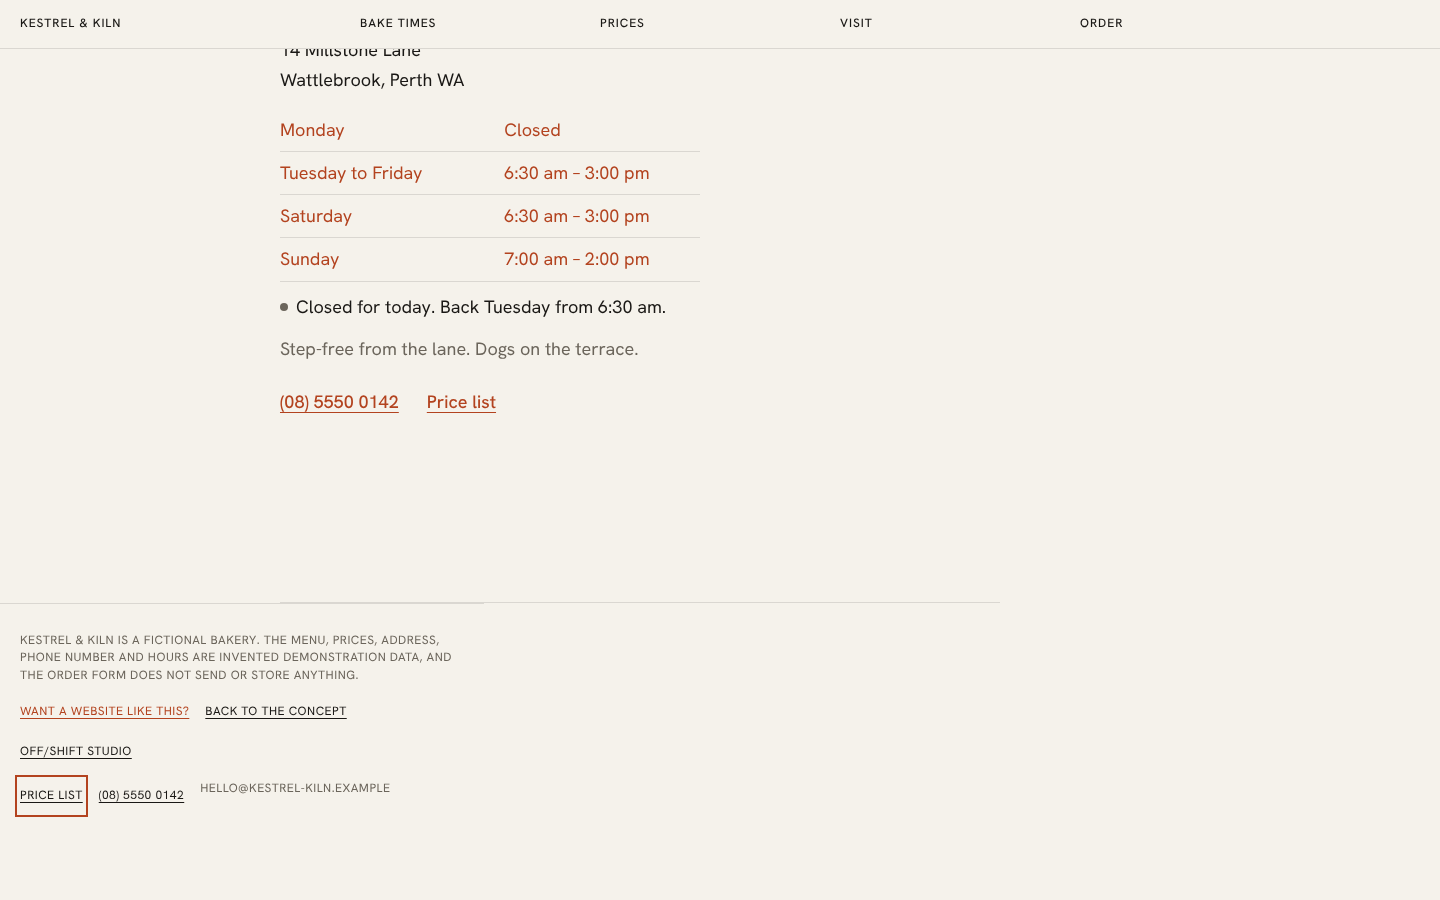 KESTREL & KILN
BAKE TIMES
PRICES
VISIT
ORDER
14 Millstone Lane
Wattlebrook, Perth WA
Monday Closed
Tuesday to Friday 6:30 am – 3:00 pm
Saturday 6:30 am – 3:00 pm
Sunday 7:00 am – 2:00 pm
Closed for today. Back Tuesday from 6:30 am.
Step-free from the lane. Dogs on the terrace.
(08) 5550 0142 Price list
KESTREL & KILN IS A FICTIONAL BAKERY. THE MENU, PRICES, ADDRESS,
PHONE NUMBER AND HOURS ARE INVENTED DEMONSTRATION DATA, AND
THE ORDER FORM DOES NOT SEND OR STORE ANYTHING.
WANT A WEBSITE LIKE THIS? BACK TO THE CONCEPT
OFF/SHIFT STUDIO
PRICE LIST (08) 5550 0142 HELLO@KESTREL-KILN.EXAMPLE